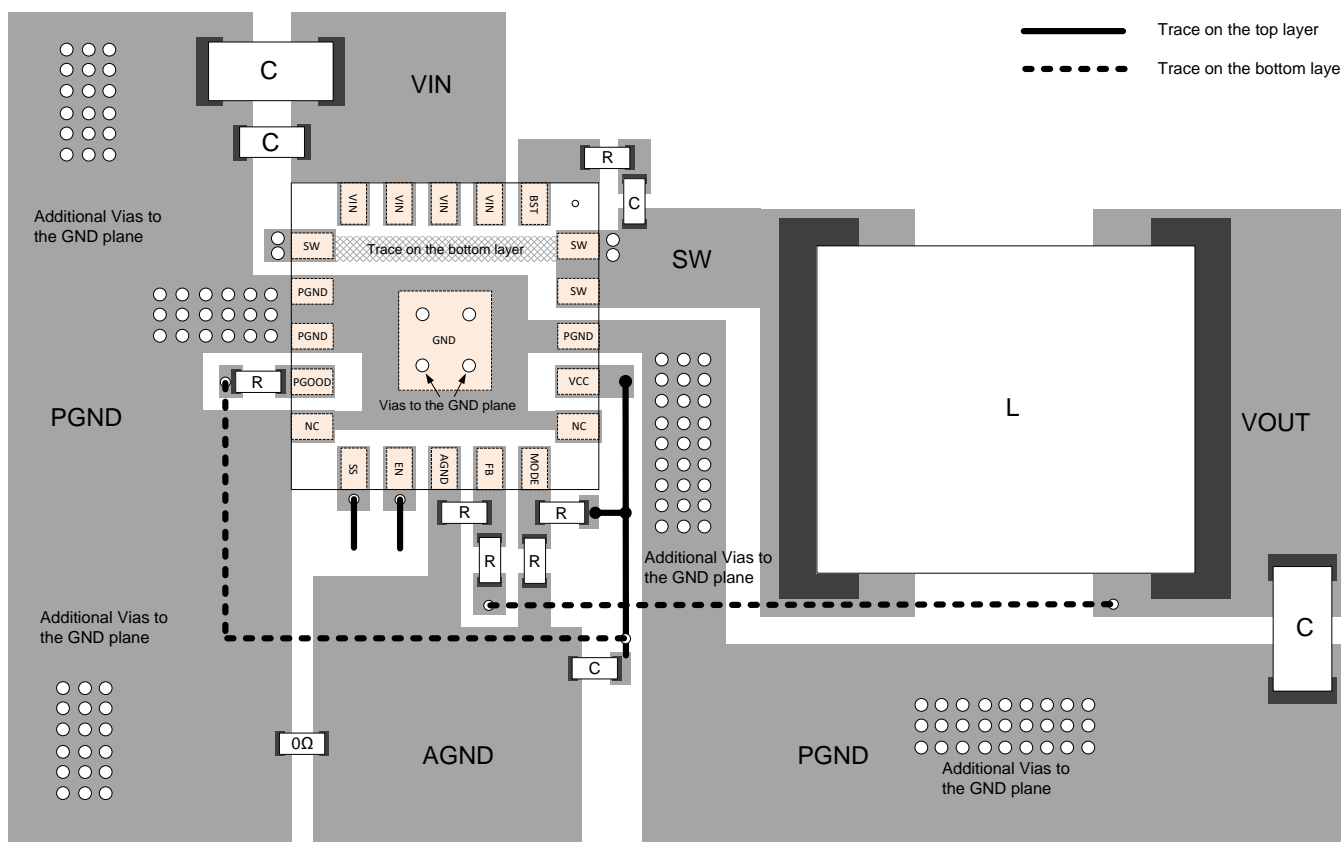 Trace on the top layer
Trace on the bottom laye
C
VIN
C
R
C
Additional Vias to
the GND plane
VIN
VIN
VIN
VIN
BST
SW
Trace on the bottom layer
SW
SW
PGND
SW
PGND
GND
PGND
R
PGOOD
VCC
Vias to the GND plane
PGND
L
VOUT
NC
NC
SS
EN
AGND
FB
MODE
R
R
R
R
Additional Vias to
the GND plane
Additional Vias to
the GND plane
C
C
0Ω
AGND
PGND
Additional Vias to
the GND plane